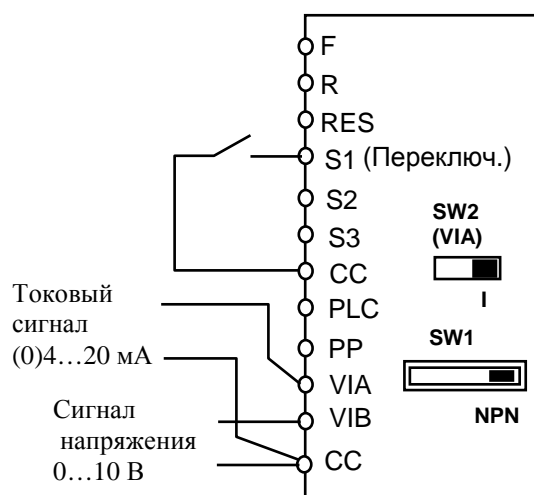 F
R
RES
S1 (Переключ.)
S2
S3
CC
PLC
PP
VIA
VIB
CC
SW2
(VIA)
I
SW1
NPN
Токовый
сигнал
(0)4…20 мА
Сигнал
напряжения
0…10 В